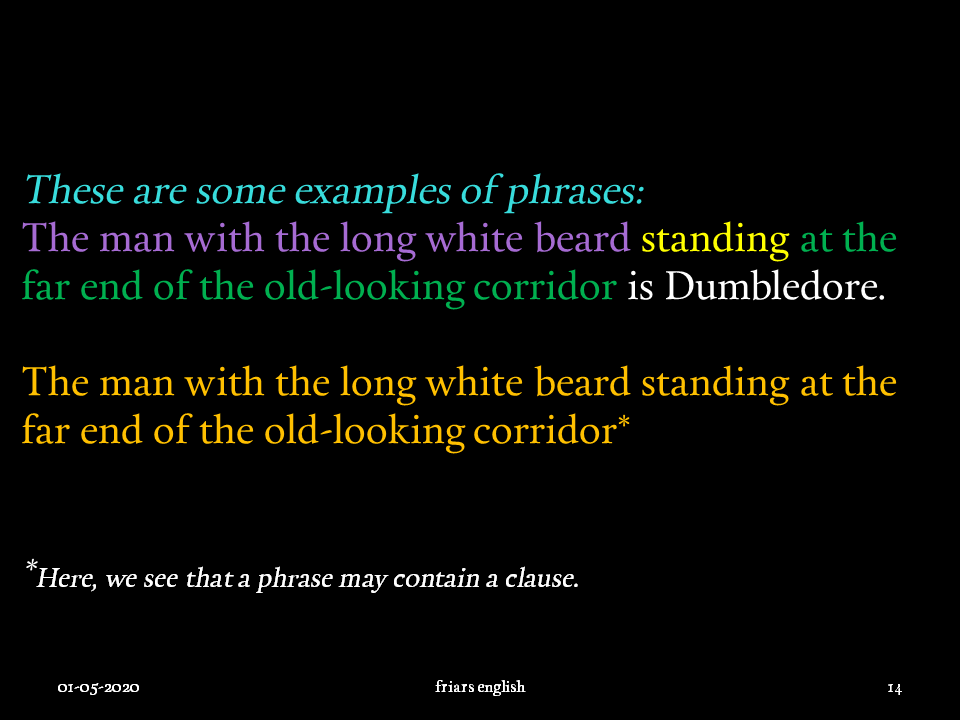 These are some examples of phrases:
The man with the long white beard standing at the
far end of the old-looking corridor is Dumbledore.
The man with the long white beard standing at the
far end of the old-looking corridor*
*Here, we see that a phrase may contain a clause.
01-05-2020
friars english
14